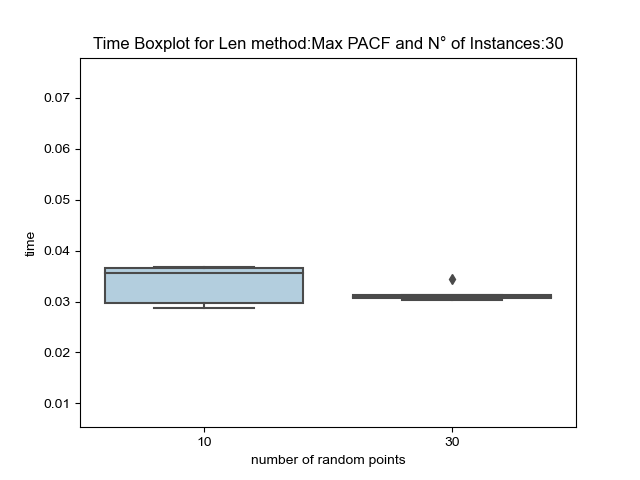 Time Boxplot for Len method:Max PACF and N° of Instances:30
0.07
0.06
0.05
0.04
0.03
0.02
0.01
time
10 30
number of random points